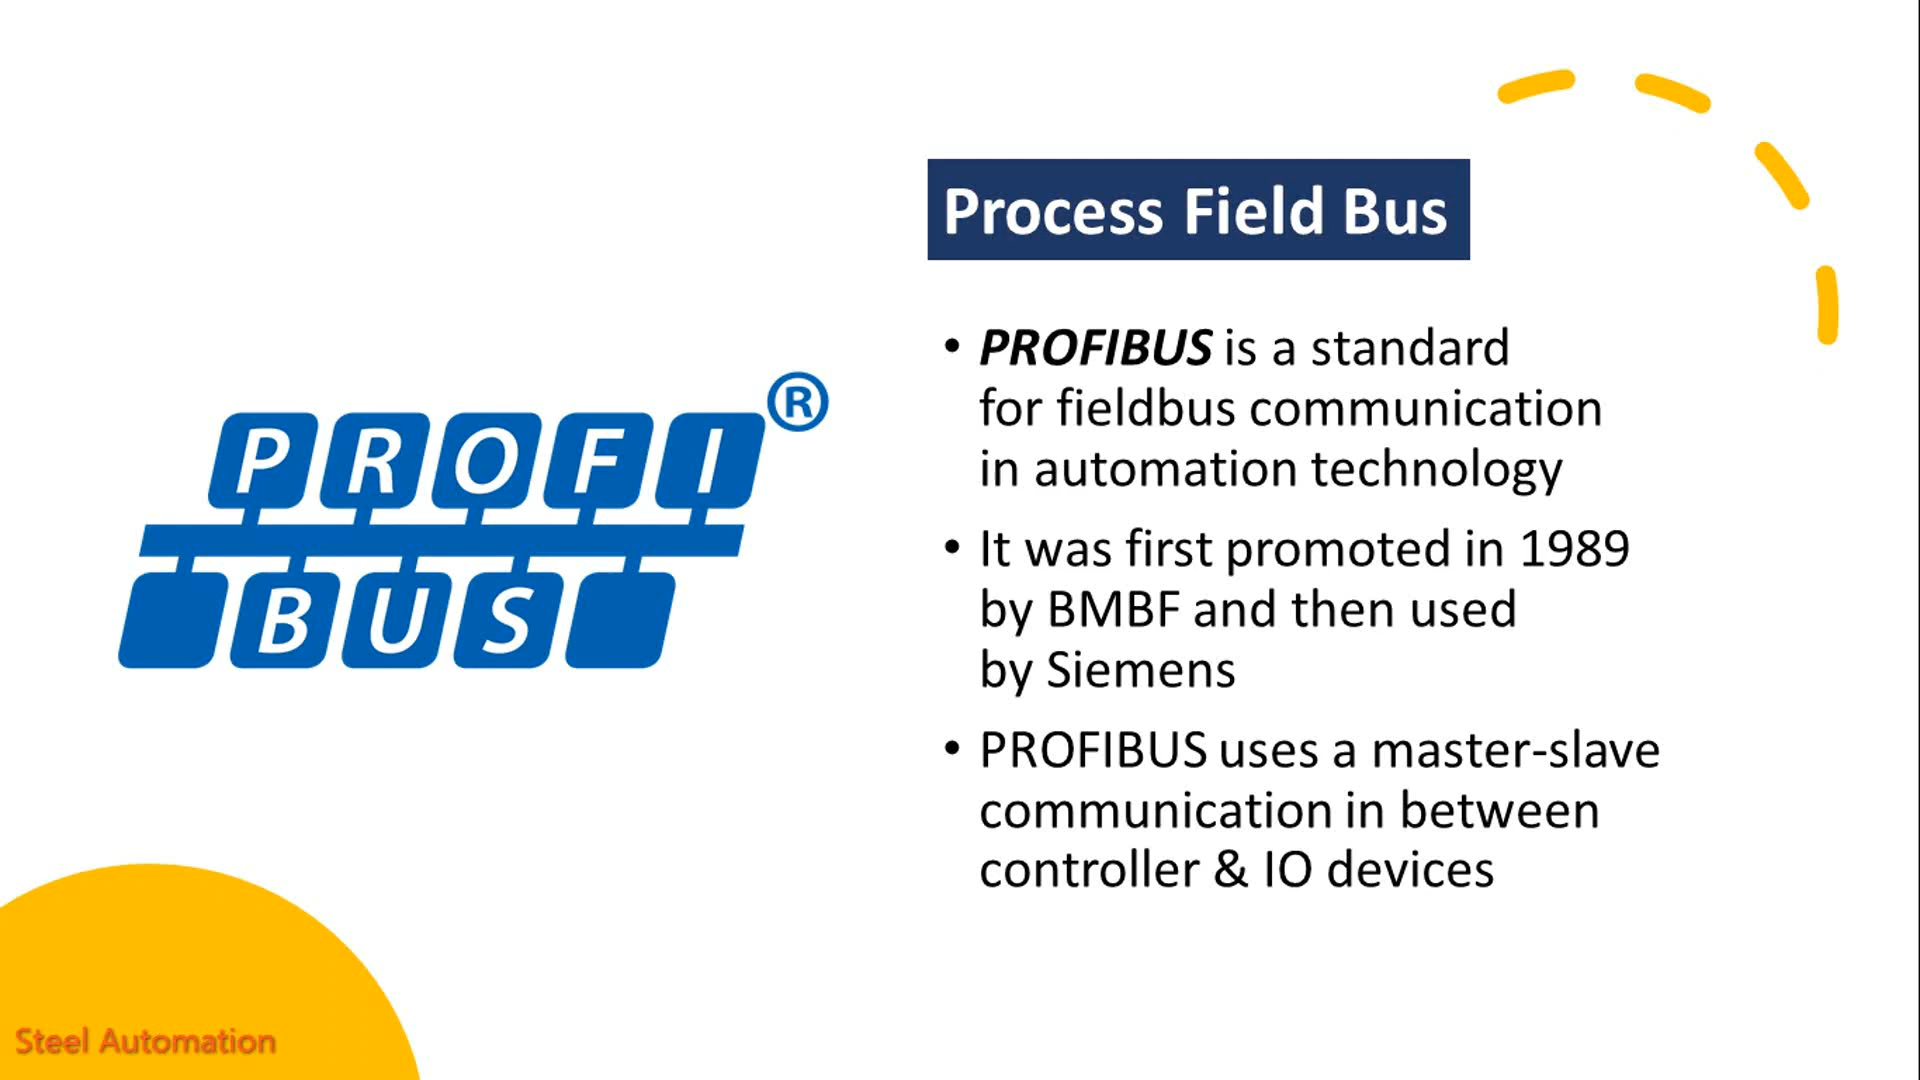 PROFI®
BUS
Process Field Bus
• PROFIBUS is a standard
for fieldbus communication
in automation technology
• It was first promoted in 1989
by BMBF and then used
by Siemens
• PROFIBUS uses a master-slave
communication in between
controller & IO devices
Steel Automation